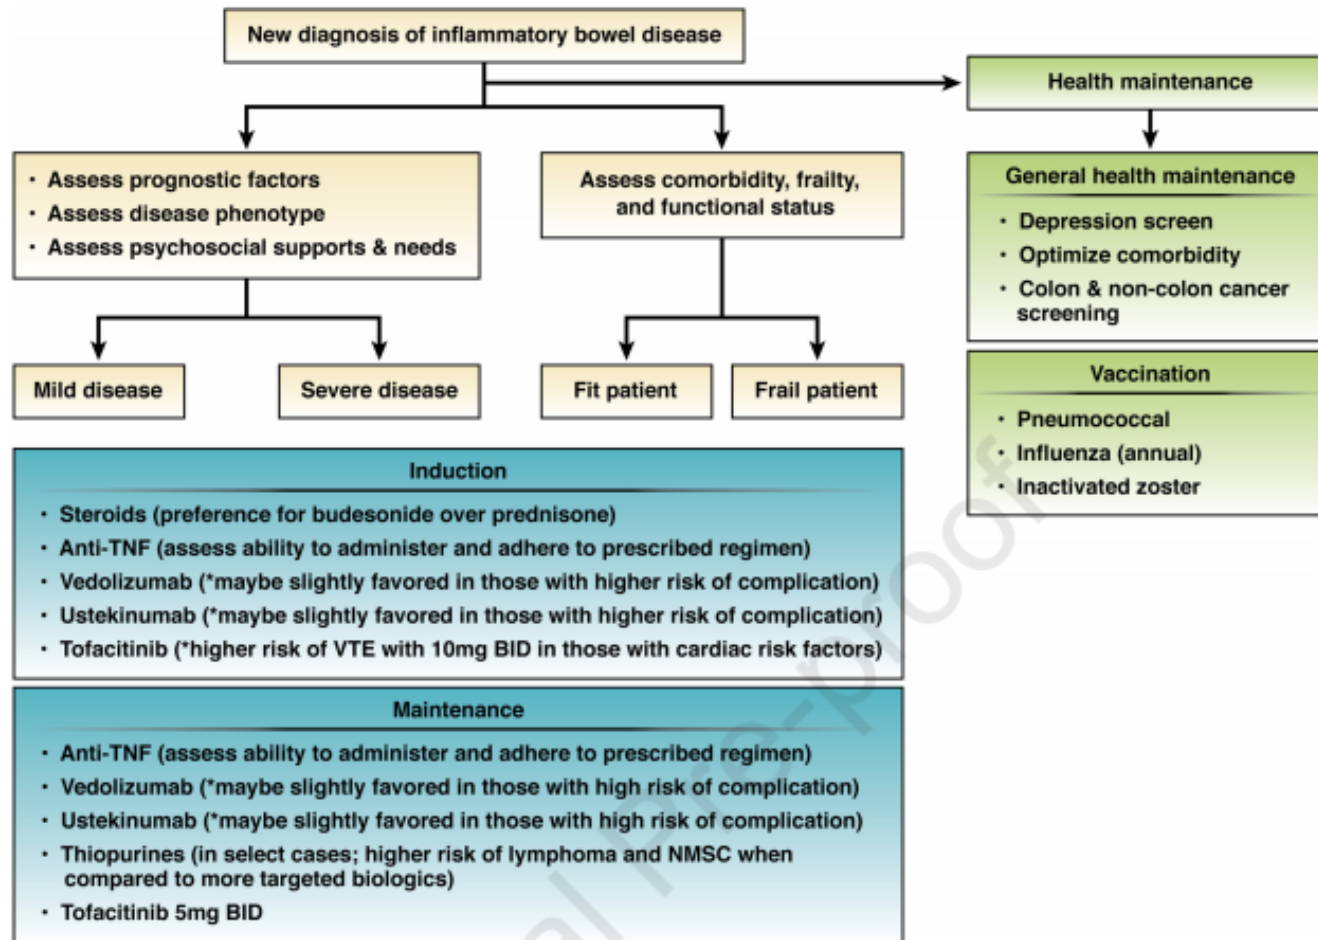 New diagnosis of inflammatory bowel disease
Health maintenance
• Assess prognostic factors
• Assess disease phenotype
• Assess psychosocial supports & needs
Assess comorbidity, frailty,
and functional status
General health maintenance
• Depression screen
• Optimize comorbidity
• Colon & non-colon cancer
screening
Mild disease
Severe disease
Fit patient
Frail patient
Vaccination
• Pneumococcal
• Influenza (annual)
• Inactivated zoster
Induction
• Steroids (preference for budesonide over prednisone)
• Anti-TNF (assess ability to administer and adhere to prescribed regimen)
• Vedolizumab (*maybe slightly favored in those with higher risk of complication)
• Ustekinumab (*maybe slightly favored in those with higher risk of complication)
• Tofacitinib (*higher risk of VTE with 10mg BID in those with cardiac risk factors)
Maintenance
• Anti-TNF (assess ability to administer and adhere to prescribed regimen)
• Vedolizumab (*maybe slightly favored in those with high risk of complication)
• Ustekinumab (*maybe slightly favored in those with high risk of complication)
• Thiopurines (in select cases; higher risk of lymphoma and NMSC when
compared to more targeted biologics)
• Tofacitinib 5mg BID
al Pre-proof